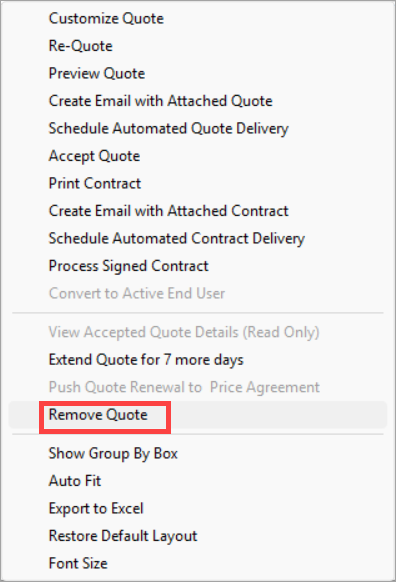 Customize Quote
Re-Quote
Preview Quote
Create Email with Attached Quote
Schedule Automated Quote Delivery
Accept Quote
Print Contract
Create Email with Attached Contract
Schedule Automated Contract Delivery
Process Signed Contract
Convert to Active End User
View Accepted Quote Details (Read Only)
Extend Quote for 7 more days
Push Quote Renewal to  Price Agreement
Remove Quote
Show Group By Box
Auto Fit
Export to Excel
Restore Default Layout
Font Size